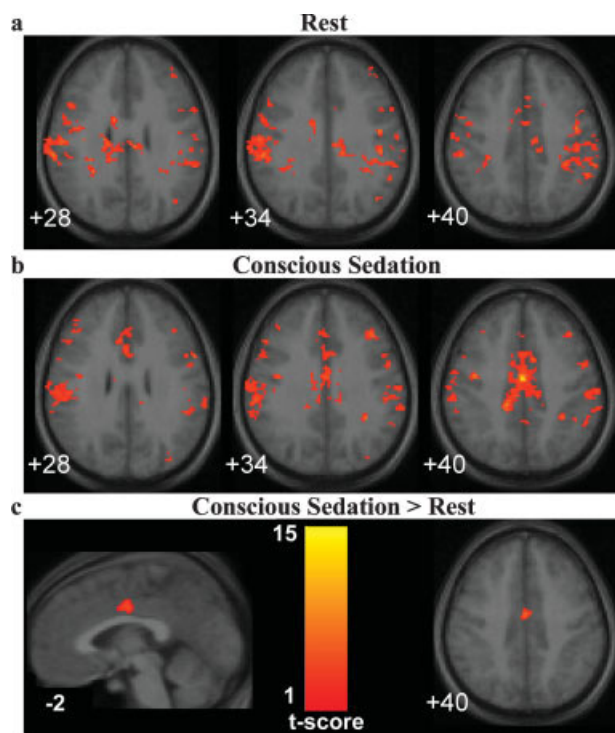 a Rest
+28 +34 +40
b Conscious Sedation
+28 +34 +40
c Conscious Sedation > Rest
15
1
t-score
-2
+40